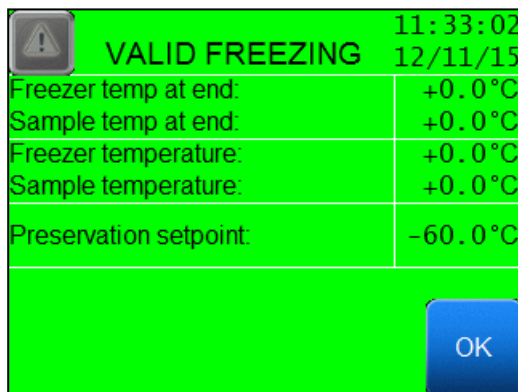 11:33:02
VALID FREEZING 12/11/15
Freezer temp at end: +0.0°C
Sample temp at end: +0.0°C
Freezer temperature: +0.0°C
Sample temperature: +0.0°C
Preservation setpoint: -60.0°C
OK